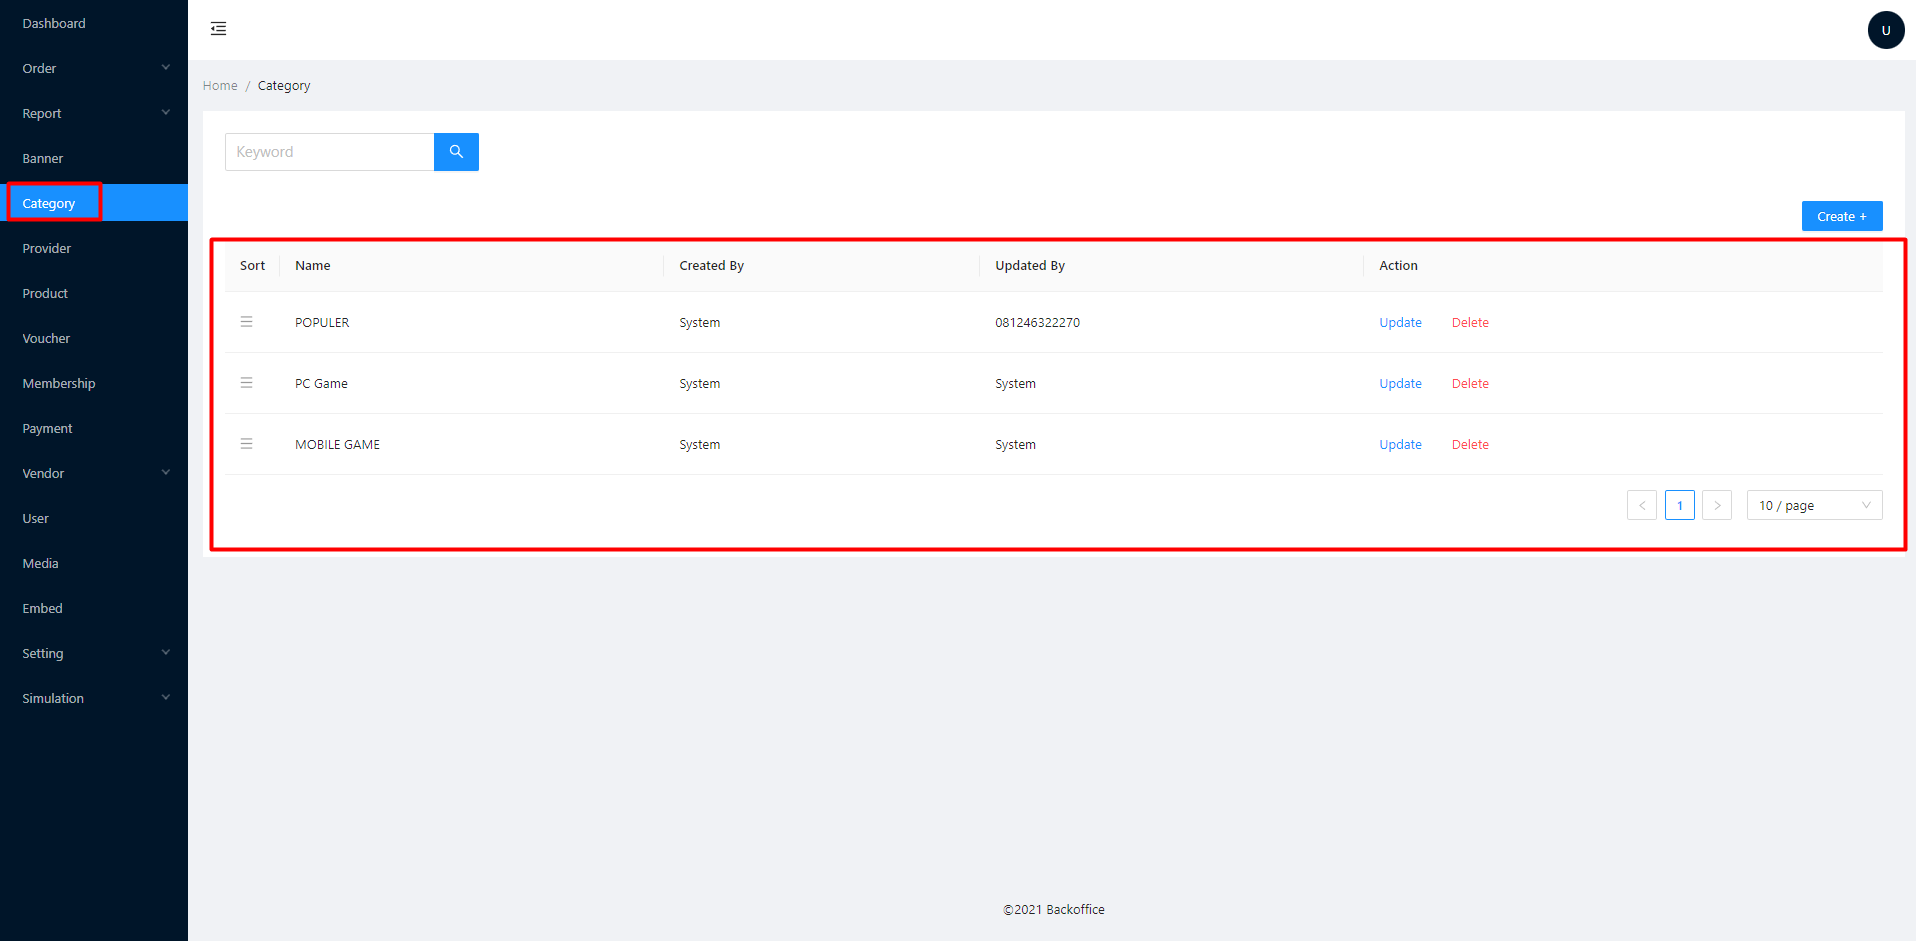 Dashboard
Order
Report
Banner
Category
Provider
Product
Voucher
Membership
Payment
Vendor
User
Media
Embed
Setting
Simulation
U
Home / Category
Keyword
Create +
Sort Name Created By Updated By Action
POPULER System 081246322270 Update Delete
PC Game System System Update Delete
MOBILE GAME System System Update Delete
< 1 > 10 / page
©2021 Backoffice